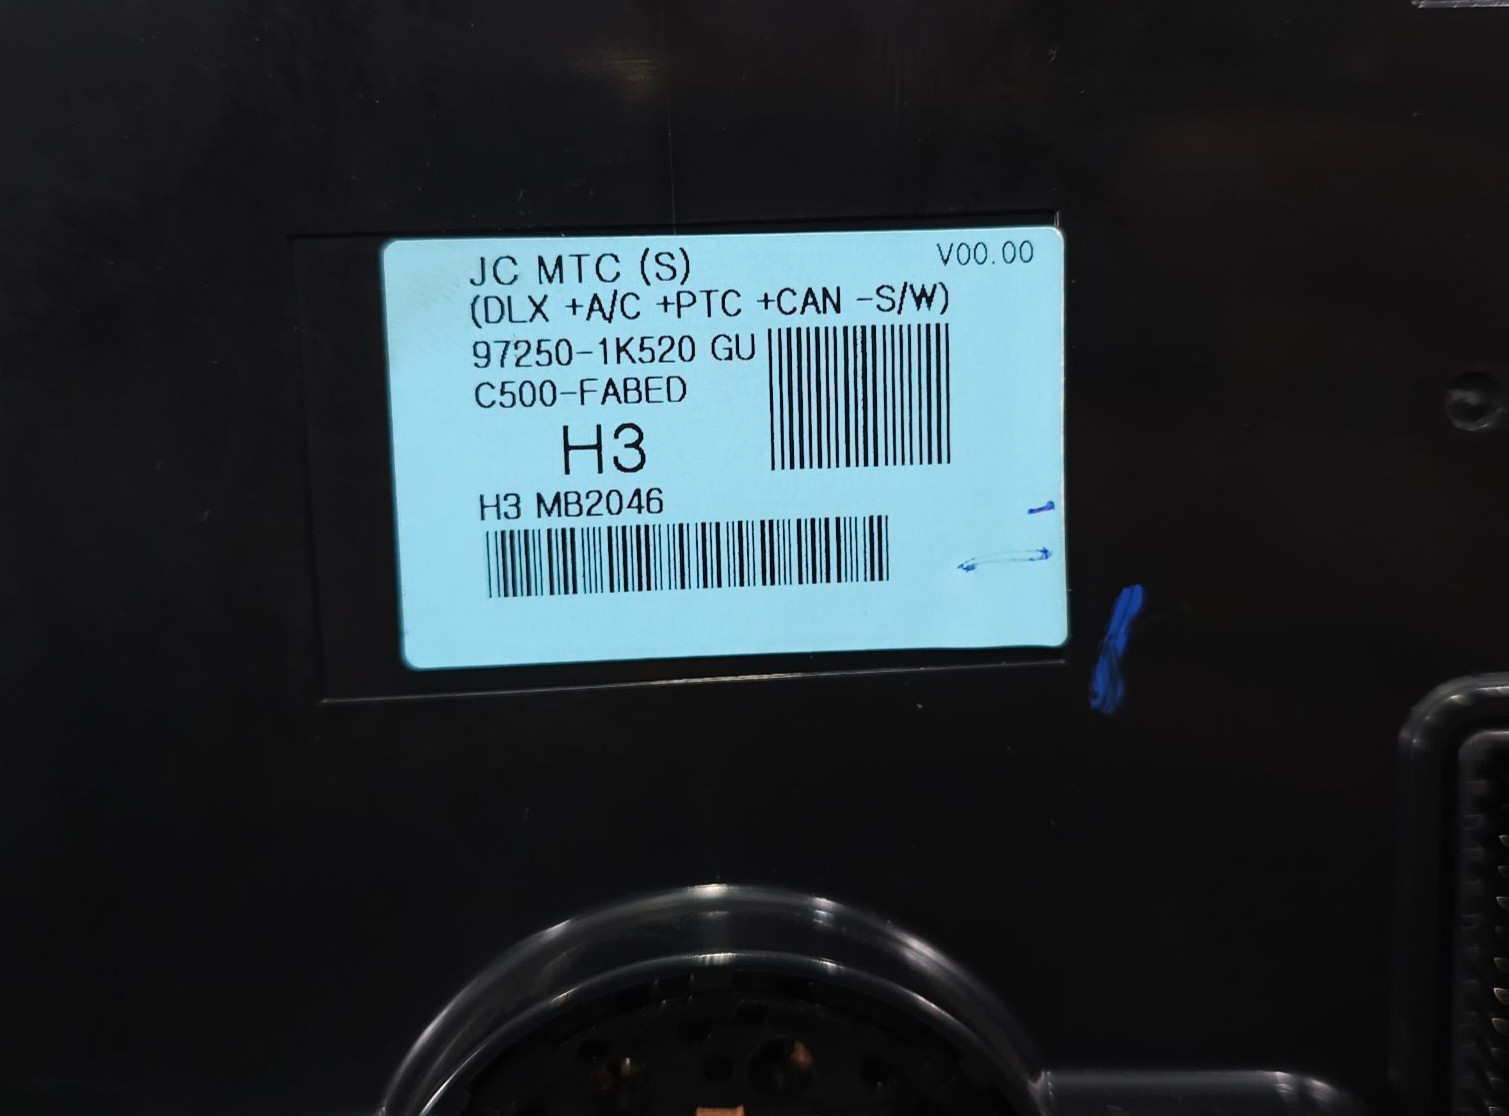 JC MTC (S)
V00.00
(DLX +A/C +PTC +CAN -S/W)
97250-1K520 GU
C500-FABED
H3
H3 MB2046